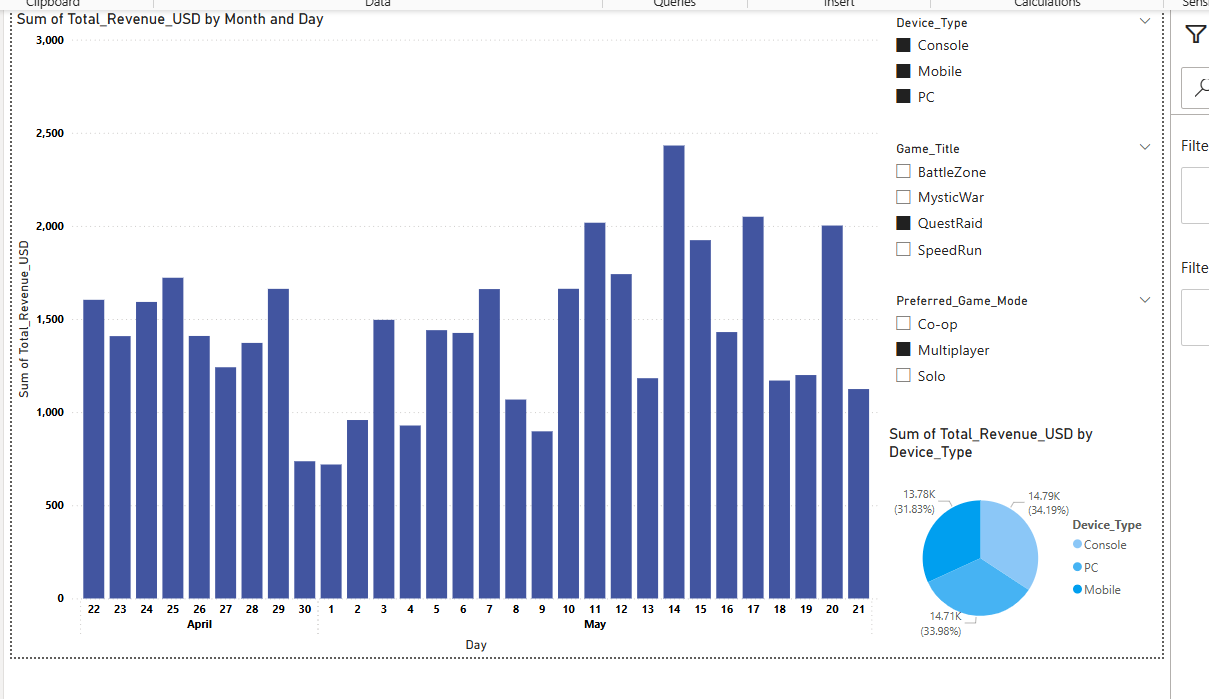 Clipboard Data Queries Insert Calculations
Sum of Total_Revenue_USD by Month and Day
3,000
2,500
2,000
1,500
1,000
500
0
Sum of Total_Revenue_USD
22 23 24 25 26 27 28 29 30 1 2 3 4 5 6 7 8 9 10 11 12 13 14 15 16 17 18 19 20 21
April May
Day
Device_Type
Console
Mobile
PC
Game_Title
BattleZone
MysticWar
QuestRaid
SpeedRun
Preferred_Game_Mode
Co-op
Multiplayer
Solo
Sum of Total_Revenue_USD by
Device_Type
13.78K
(31.83%)
14.79K
(34.19%)
14.71K
(33.98%)
Device_Type
Console
PC
Mobile
Filte
Filte